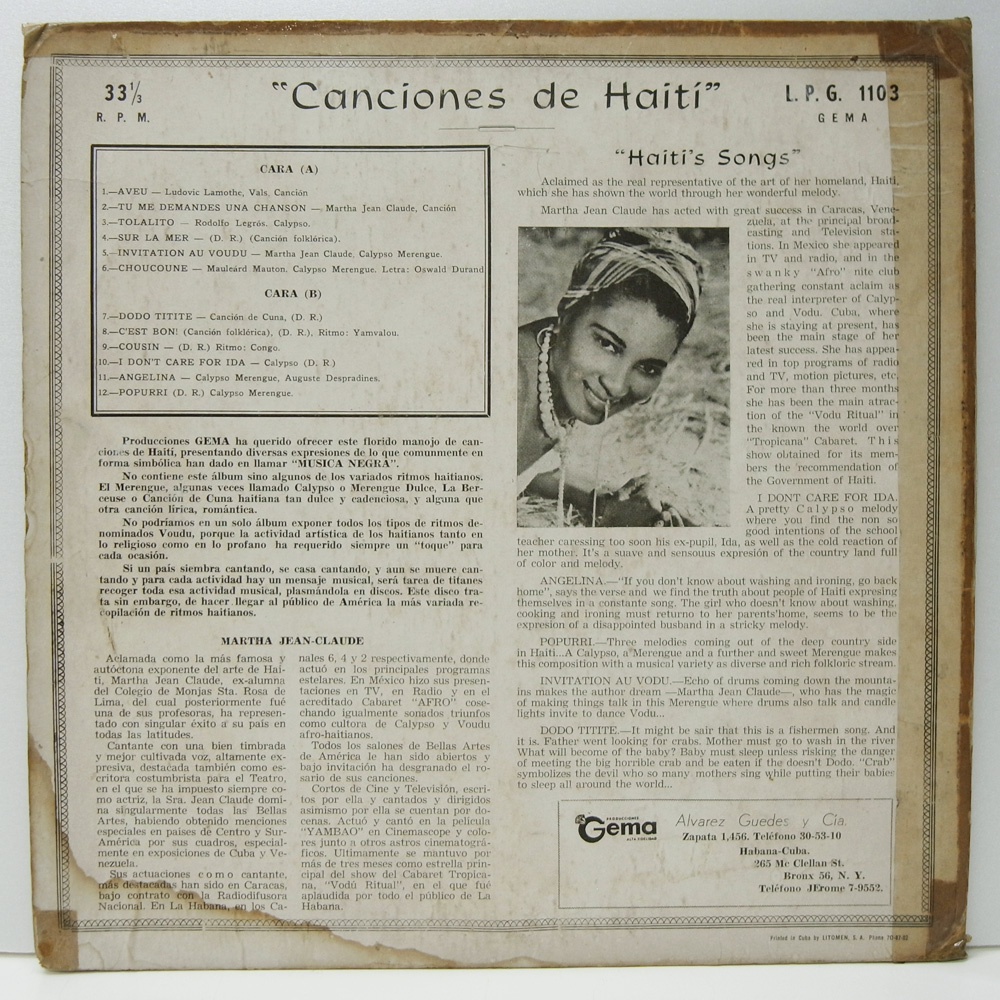 33⅓
R. P. M.
"Canciones de Haiti"
L. P. G. 1103
GEMA
CARA (A)
1.—AVEU — Ludovic Lamothe, Vals, Canción
2.—TU ME DEMANDES UNA CHANSON — Martha Jean Claude, Canción
3.—TOLALITO — Rodolfo Legrós. Calypso.
4.—SUR LA MER — (D. R.) (Canción folklórica).
5.—INVITATION AU VOUDU — Martha Jean Claude, Calypso Merengue.
6.—CHOUCOUNE — Mauleárd Mauton. Calypso Merengue. Letra: Oswald Durand
CARA (B)
7.—DODO TITITE — Canción de Cuna, (D. R.)
8.—C'EST BON! (Canción folklórica), (D. R.), Ritmo: Yamvalou.
9.—COUSIN — (D. R.) Ritmo: Congo.
10.—I DON'T CARE FOR IDA — Calypso (D. R.)
11.—ANGELINA — Calypso Merengue, Auguste Despradines.
12.—POPURRI (D. R.) Calypso Merengue.
Producciones GEMA ha querido ofrecer este florido manojo de can-
ciones de Haití, presentando diversas expresiones de lo que comunmente en
forma simbólica han dado en llamar "MUSICA NEGRA".
No contiene este álbum sino algunos de los variados ritmos haitianos.
El Merengue, algunas veces llamado Calypso o Merengue Dulce, La Ber-
ceuse o Canción de Cuna haitiana tan dulce y cadenciosa, y alguna que
otra canción lírica, romántica.
No podríamos en un solo álbum exponer todos los tipos de ritmos de-
nominados Voudu, porque la actividad artística de los haitianos tanto en
lo religioso como en lo profano ha requerido siempre un "toque" para
cada ocasión.
Si un país siembra cantando, se casa cantando, y aun se muere can-
tando y para cada actividad hay un mensaje musical, será tarea de titanes
recoger toda esa actividad musical, plasmándola en discos. Este disco tra-
ta sin embargo, de hacer llegar al público de América la más variada re-
copilación de ritmos haitianos.
MARTHA JEAN-CLAUDE
Aclamada como la más famosa y
autóctona exponente del arte de Hai-
tí, Martha Jean Claude, ex-alumna
del Colegio de Monjas Sta. Rosa de
Lima, del cual posteriormente fué
una de sus profesoras, ha represen-
tado con singular éxito a su país en
todas las latitudes.
Cantante con una bien timbrada
y mejor cultivada voz, altamente ex-
presiva, destacada también como es-
critora costumbrista para el Teatro,
en el que se ha impuesto siempre co-
mo actriz, la Sra. Jean Claude domi-
na singularmente todas las Bellas
Artes, habiendo obtenido menciones
especiales en países de Centro y Sur-
América por sus cuadros, especial-
mente en exposiciones de Cuba y Ve-
nezuela.
Sus actuaciones como cantante,
más destacadas han sido en Caracas,
bajo contrato con la Radiodifusora
Nacional. En La Habana, en los Ca-
nales 6, 4 y 2 respectivamente, donde
actuó en los principales programas
estelares. En México hizo sus presen-
taciones en TV, en Radio y en el
acreditado Cabaret "AFRO" cose-
chando igualmente sonados triunfos
como cultora de Calypso y Voudu
afro-haitianos.
Todos los salones de Bellas Artes
de América le han sido abiertos y
bajo invitación ha desgranado el ro-
sario de sus canciones.
Cortos de Cine y Televisión, escri-
tos por ella y cantados y dirigidos
asimismo por ella se cuentan por do-
cenas. Actuó y cantó en la película
"YAMBAO" en Cinemascope y colo-
res junto a otros astros cinematográ-
ficos. Ultimamente se mantuvo por
más de tres meses como estrella prin-
cipal del show del Cabaret Tropica-
na, "Vodú Ritual", en el que fué
aplaudida por todo el público de La
Habana.
"Haiti's Songs"
Aclaimed as the real representative of the art of her homeland, Haiti,
which she has shown the world through her wonderful melody.
Martha Jean Claude has acted with great success in Caracas, Vene-
zuela, at the principal broad-
casting and Television sta-
tions. In Mexico she appeared
in TV and radio, and in the
swanky "Afro" nite club
gathering constant acclaim as
the real interpreter of Calyp-
so and Vodu. Cuba, where
she is staying at present, has
been the main stage of her
latest success. She has appea-
red in top programs of radio
and TV, motion pictures, etc.
For more than three months
she has been the main atrac-
tion of the "Vodu Ritual" in
the known the world over
"Tropicana" Cabaret. This
show obtained for its mem-
bers the recommendation of
the Government of Haiti.
I DONT CARE FOR IDA.
A pretty Calypso melody
where you find the non so
good intentions of the school
teacher caressing too soon his ex-pupil, Ida, as well as the cold reaction of
her mother. It's a suave and sensouus expresión of the country land full
of color and melody.
ANGELINA.—"If you don't know about washing and ironing, go back
home", says the verse and we find the truth about people of Haiti expresing
themselves in a constante song. The girl who doesn't know about washing,
cooking and ironing must returno to her parents'home, seems to be the
expresion of a disappointed husband in a stricky melody.
POPURRI.—Three melodies coming out of the deep country side
in Haiti...A Calypso, a Merengue and a further and sweet Merengue makes
this composition with a musical variety as diverse and rich folkloric stream.
INVITATION AU VODU.—Echo of drums coming down the mounta-
ins makes the author dream —Martha Jean Claude—, who has the magic
of making things talk in this Merengue where drums also talk and candle
lights invite to dance Vodu...
DODO TITITE.—It might be sair that this is a fishermen song. And
it is. Father went looking for crabs. Mother must go to wash in the river
What will become of the baby? Baby must sleep unless risking the danger
of meeting the big horrible crab and be eaten if the doesn't Dodo. "Crab"
symbolizes the devil who so many mothers sing while putting their babies
to sleep all around the world...
PRODUCCIONES
Gema
ALTA FIDELIDAD
Alvarez Guedes y Cia.
Zapata 1,456. Teléfono 30-53-10
Habana-Cuba.
265 Mc Clellan St.
Bronx 56, N. Y.
Teléfono JErome 7-9552.
Printed in Cuba by LITOMEN, S. A. Phone 70-61-82